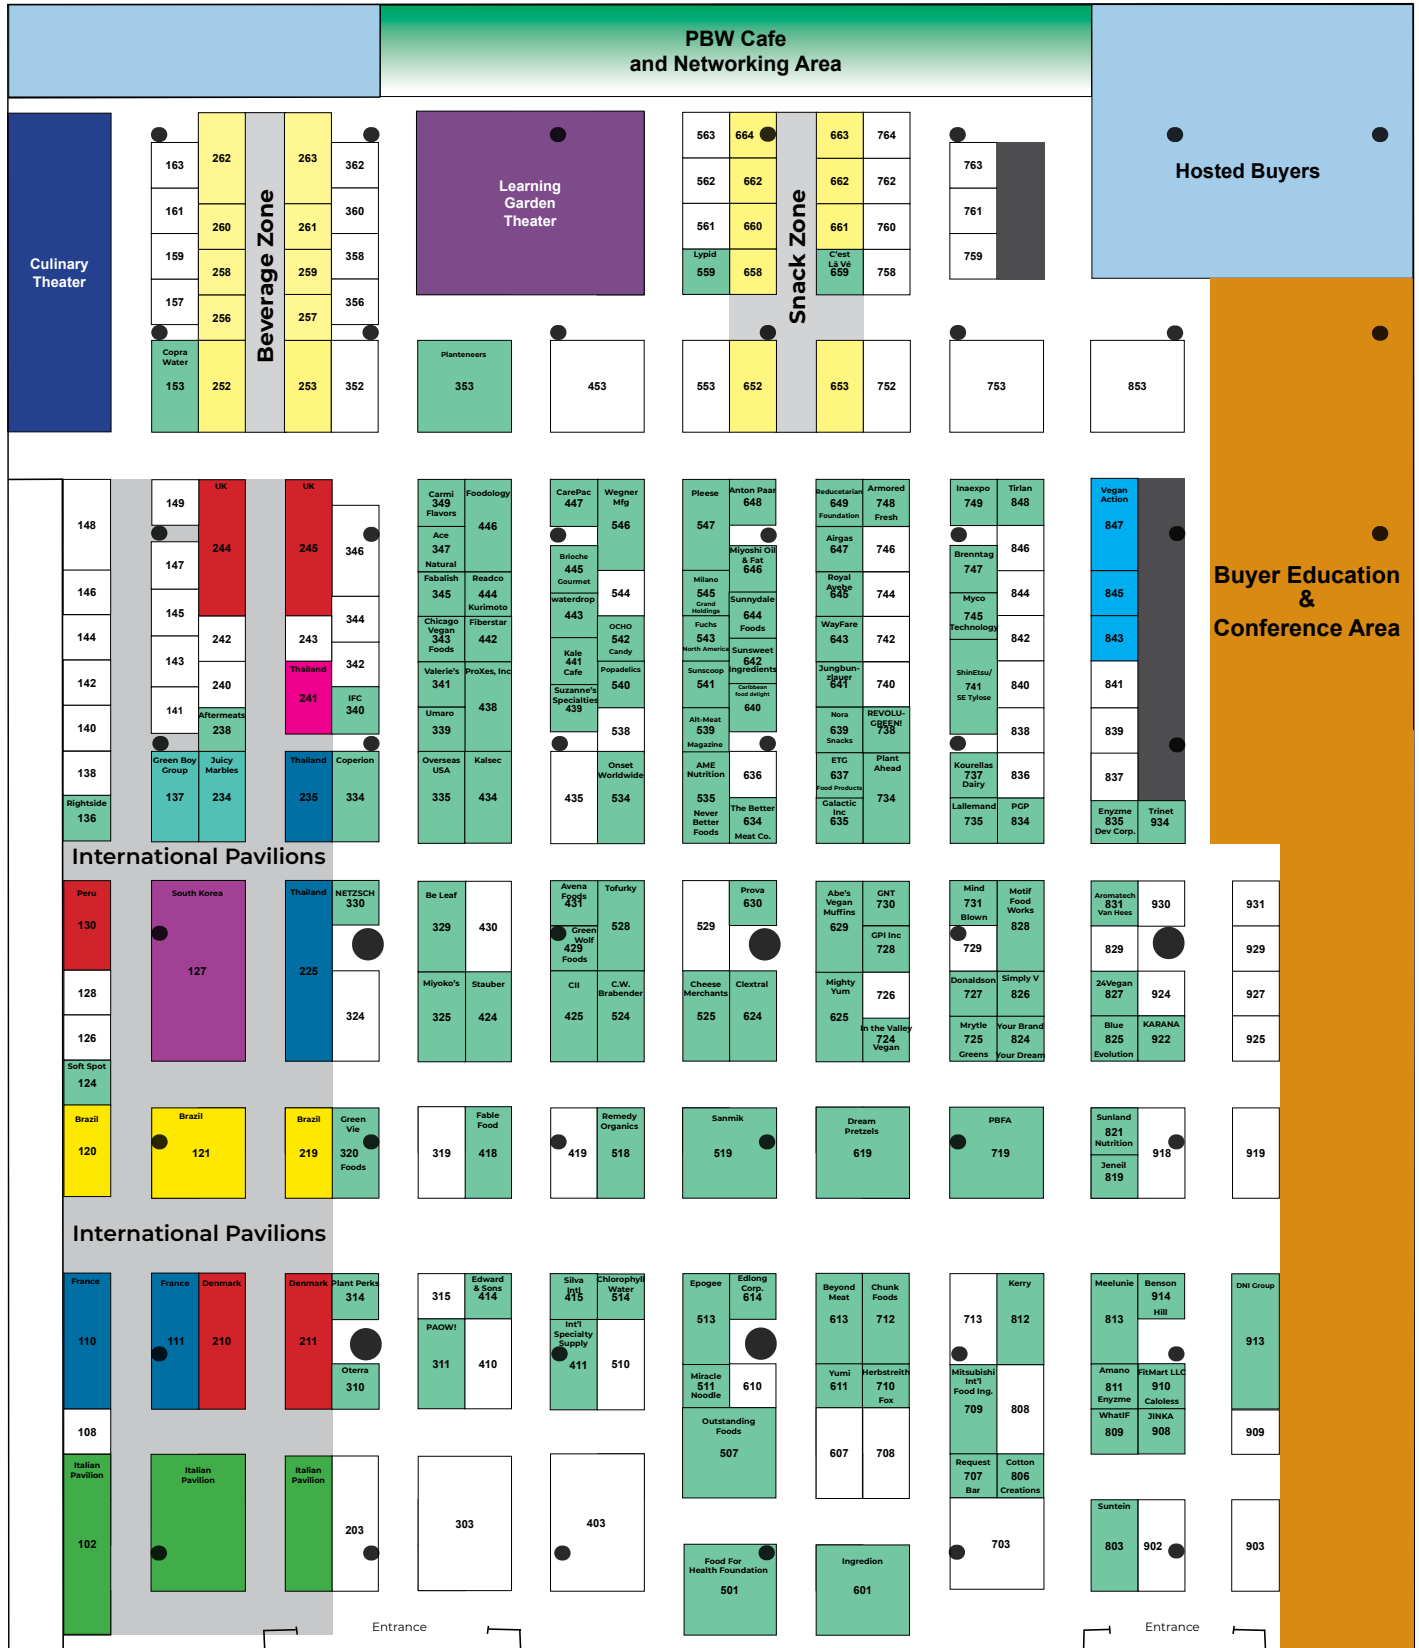 PBW Cafe
and Networking Area
Hosted Buyers
Culinary
Theater
Beverage Zone
Learning
Garden
Theater
Snack Zone
Buyer Education
&
Conference Area
163
262
263
362
161
260
261
360
159
258
259
358
157
256
257
356
Copra
Water
153
252
253
352
Planteneers
353
453
563
664
663
764
562
662
662
762
561
660
661
760
Lypid
559
658
C'est
La Vé
659
758
553
652
653
752
763
761
759
753
853
148
146
144
142
140
138
Rightside
136
149
147
145
143
141
UK
244
242
240
Aftermeats
238
Green Boy
Group
137
Juicy
Marbles
234
UK
245
243
Thailand
241
Thailand
235
346
344
342
IFC
340
Coperion
334
Carmi
349
Flavors
Ace
347
Natural
Fabalish
345
Chicago
Vegan
343
Foods
Valerie's
341
Umaro
339
Overseas
USA
335
Foodology
446
Readco
444
Kurimoto
Fiberstar
442
ProXes, Inc
438
Kalsec
434
CarePac
447
Brioche
445
Gourmet
waterdrop
443
Kale
441
Cafe
Suzanne's
Specialties
439
435
Wegner
Mfg
546
544
OCHO
542
Candy
Popadelics
540
538
Onset
Worldwide
534
Pleese
547
Milano
545
Grand
Holdings
Fuchs
543
North America
Sunscoop
541
Alt-Meat
539
Magazine
AME
Nutrition
535
Never
Better
Foods
Anton Paar
648
Miyoshi Oil
& Fat
646
Sunnydale
644
Foods
Sunsweet
642
Ingredients
Caribbean
food delight
640
636
The Better
634
Meat Co.
Reducetarian
649
Foundation
Airgas
647
Royal
Ayebe
645
WayFare
643
Jungbun-
zlauer
641
Nora
639
Snacks
ETG
637
Food Products
Galactic
Inc
635
Armored
748
Fresh
746
744
742
740
REVOLU-
GREEN!
738
Plant
Ahead
734
Inaexpo
749
Brenntag
747
Myco
745
Technology
ShinEtsu/
741
SE Tylose
Kourellas
737
Dairy
Lallemand
735
Tirlan
848
846
844
842
840
838
836
PGP
834
Vegan
Action
847
845
843
841
839
837
Enyzme
835
Dev Corp.
Trinet
934
International Pavilions
Peru
130
128
126
Soft Spot
124
South Korea
127
Thailand
225
NETZSCH
330
324
Be Leaf
329
430
Miyoko's
325
Stauber
424
Avena
Foods
431
Green
Wolf
429
Foods
Tofurky
528
CII
425
C.W.
Brabender
524
529
Prova
630
Cheese
Merchants
525
Clextral
624
Abe's
Vegan
Muffins
629
GNT
730
GPI Inc
728
Mighty
Yum
625
726
In the Valley
724
Vegan
Mind
731
Blown
729
Motif
Food
Works
828
Donaldson
727
Simply V
826
Mrytle
725
Greens
Your Brand
824
Your Dream
Aromatech
831
Van Hees
930
829
24Vegan
827
924
Blue
825
Evolution
KARANA
922
931
929
927
925
Brazil
120
Brazil
121
Brazil
219
Green
Vie
320
Foods
319
Fable
Food
418
419
Remedy
Organics
518
Sanmik
519
Dream
Pretzels
619
PBFA
719
Sunland
821
Nutrition
Jeneil
819
918
919
International Pavilions
France
110
108
France
111
Denmark
210
Denmark
211
Plant Perks
314
Oterra
310
315
Edward
& Sons
414
PAOW!
311
410
Silva
Intl
415
Chlorophyll
Water
514
Int'l
Specialty
Supply
411
510
Epogee
513
Edlong
Corp.
614
Miracle
511
Noodle
610
Outstanding
Foods
507
Beyond
Meat
613
Chunk
Foods
712
Yumi
611
Herbstreith
710
Fox
607
708
713
Kerry
812
Mitsubishi
Int'l
Food Ing.
709
808
Request
707
Bar
Cotton
806
Creations
Meelunie
813
Benson
914
Hill
Amano
811
Enyzme
FitMart LLC
910
Caloless
WhatIF
809
JINKA
908
DNI Group
913
909
Italian
Pavilion
102
Italian
Pavilion
Italian
Pavilion
203
303
403
Food For
Health Foundation
501
Ingredion
601
703
Suntein
803
902
903
Entrance
Entrance